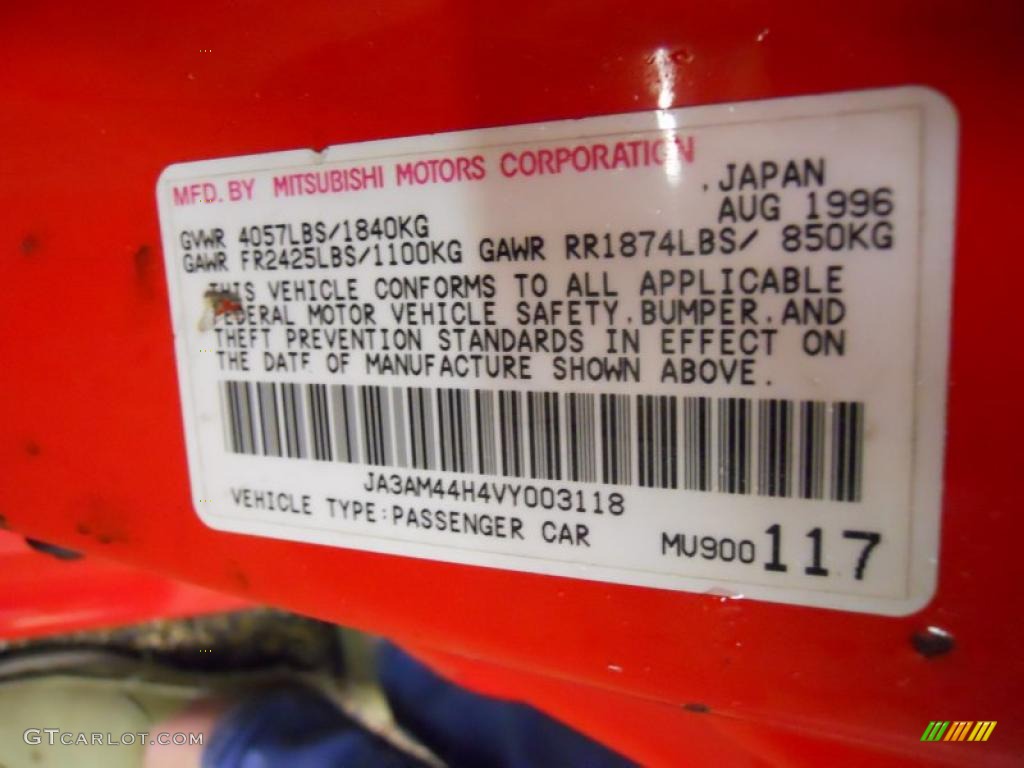 MFD. BY MITSUBISHI MOTORS CORPORATION
, JAPAN
AUG 1996
GVWR 4057LBS/1840KG
GAWR FR2425LBS/1100KG GAWR RR1874LBS/ 850KG
THIS VEHICLE CONFORMS TO ALL APPLICABLE
FEDERAL MOTOR VEHICLE SAFETY, BUMPER, AND
THEFT PREVENTION STANDARDS IN EFFECT ON
THE DATE OF MANUFACTURE SHOWN ABOVE.
JA3AM44H4VY003118
VEHICLE TYPE:PASSENGER CAR
MU900117
GTCARLOT.COM